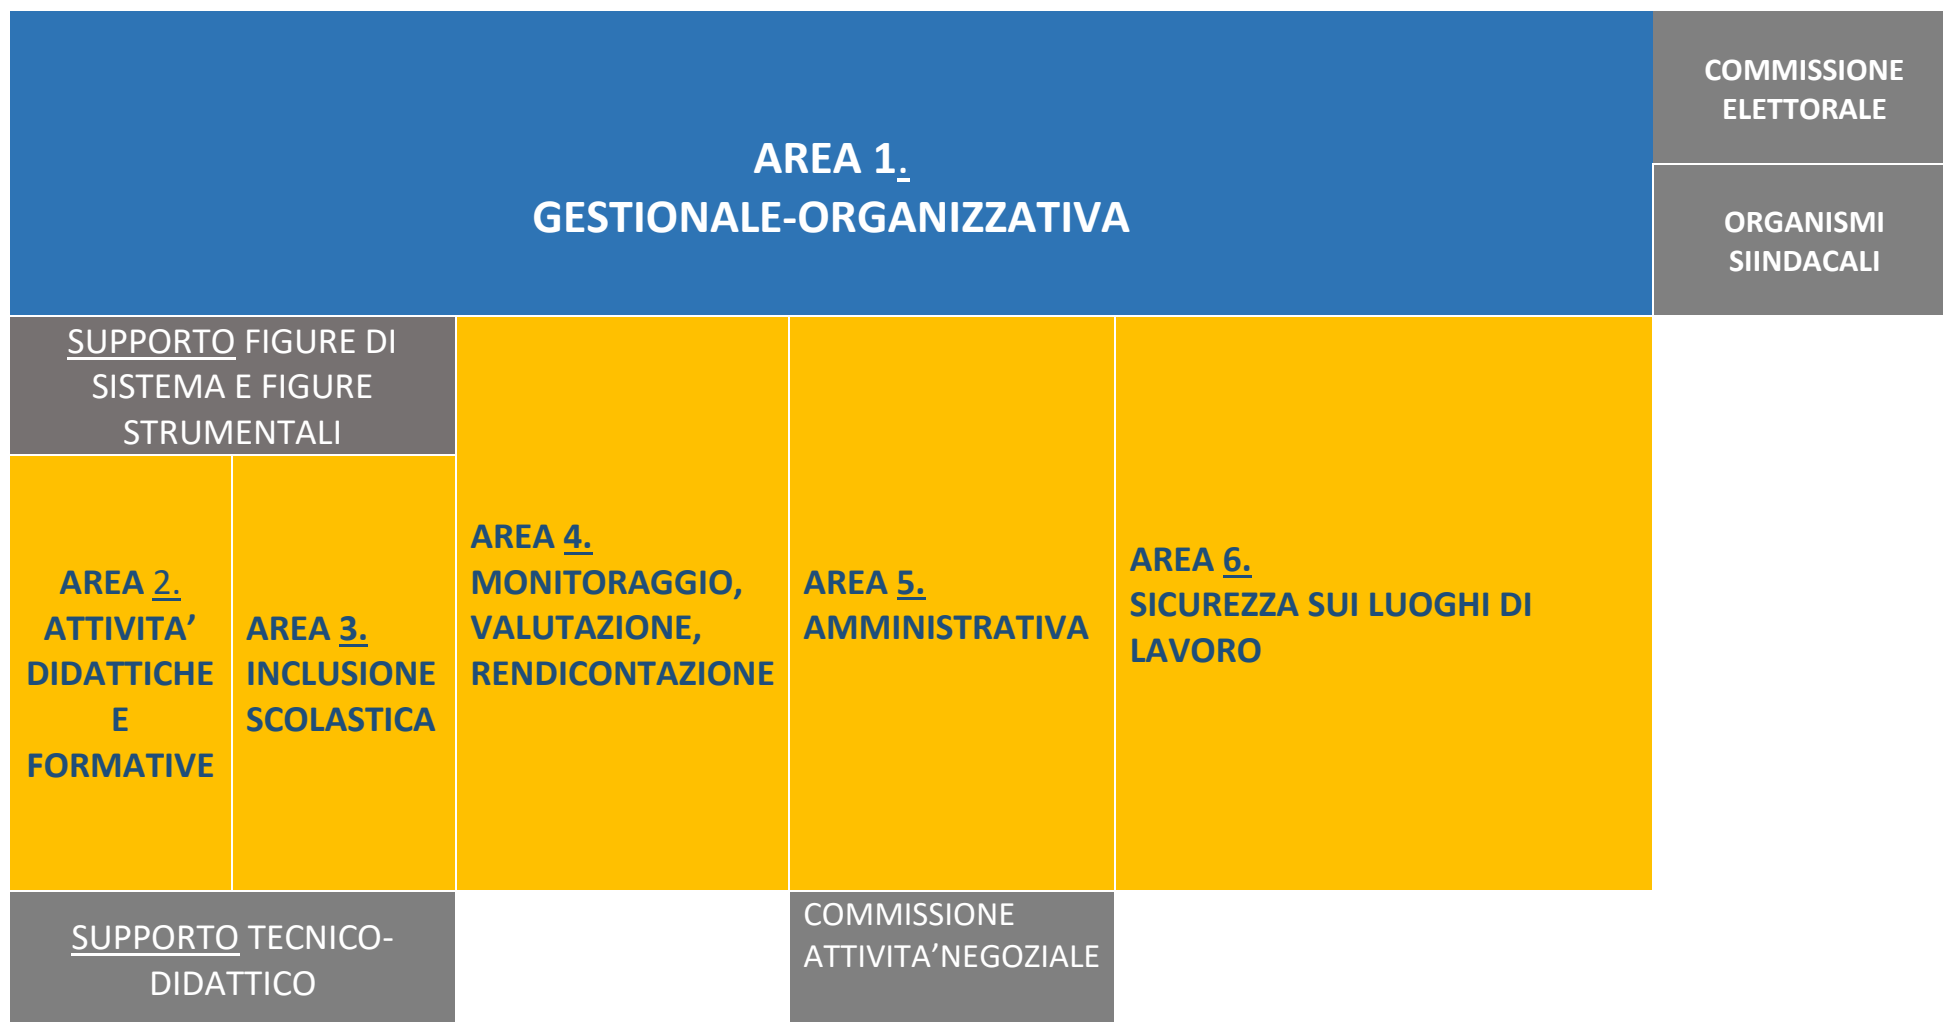 AREA 1.
GESTIONALE-ORGANIZZATIVA
COMMISSIONE
ELETTORALE
ORGANISMI
SIINDACALI
SUPPORTO FIGURE DI
SISTEMA E FIGURE
STRUMENTALI
AREA 2.
ATTIVITA’
DIDATTICHE
E
FORMATIVE
AREA 3.
INCLUSIONE
SCOLASTICA
AREA 4.
MONITORAGGIO,
VALUTAZIONE,
RENDICONTAZIONE
AREA 5.
AMMINISTRATIVA
AREA 6.
SICUREZZA SUI LUOGHI DI
LAVORO
SUPPORTO TECNICO-
DIDATTICO
COMMISSIONE
ATTIVITA’NEGOZIALE